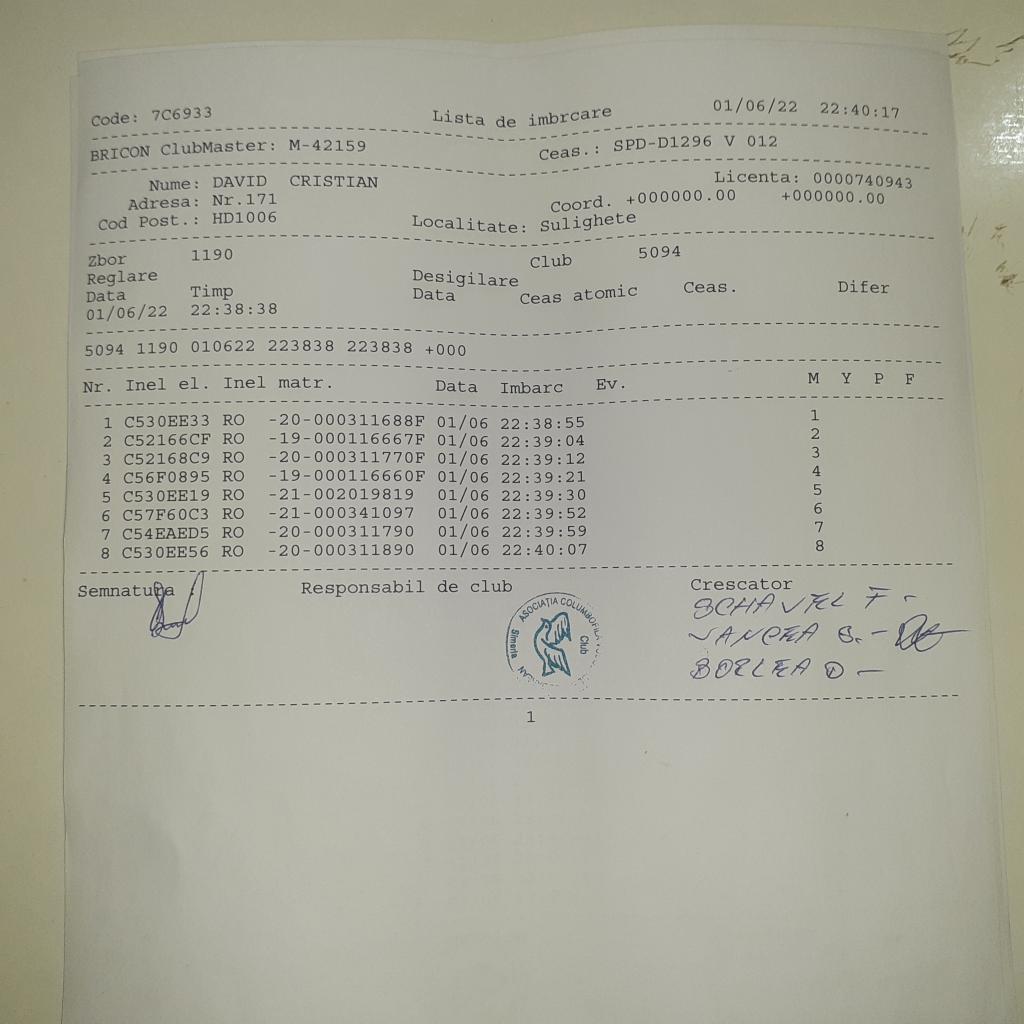 Code: 7C6933 Lista de imbrcare 01/06/22 22:40:17
BRICON ClubMaster: M-42159 Ceas.: SPD-D1296 V 012
Nume: DAVID CRISTIAN Licenta: 0000740943
Adresa: Nr.171 Coord. +000000.00 +000000.00
Cod Post.: HD1006 Localitate: Sulighete
Zbor 1190 Club 5094
Reglare Desigilare
Data Timp Data Ceas atomic Ceas. Difer
01/06/22 22:38:38
5094 1190 010622 223838 223838 +000
Nr. Inel el. Inel matr. Data Imbarc Ev. M Y P F
1 C530EE33 RO -20-000311688F 01/06 22:38:55 1
2 C52166CF RO -19-000116667F 01/06 22:39:04 2
3 C52168C9 RO -20-000311770F 01/06 22:39:12 3
4 C56F0895 RO -19-000116660F 01/06 22:39:21 4
5 C530EE19 RO -21-002019819 01/06 22:39:30 5
6 C57F60C3 RO -21-000341097 01/06 22:39:52 6
7 C54EAED5 RO -20-000311790 01/06 22:39:59 7
8 C530EE56 RO -20-000311890 01/06 22:40:07 8
Semnatura : Responsabil de club Crescator
ASOCIAȚIA COLUMBOFILĂ
Club
Simeria
SCHAVEL F -
VANCEA S. -
BORLEA D -
1